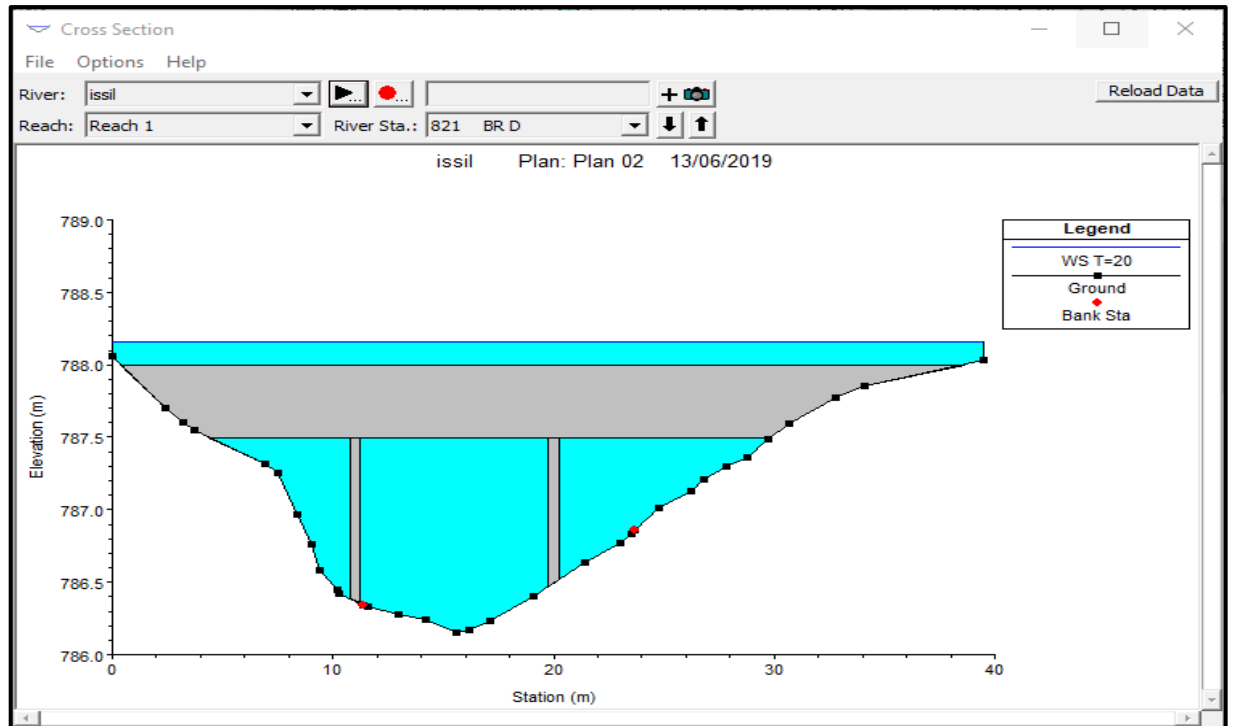 Cross Section
File Options Help
River: issil + Reload Data
Reach: Reach 1 River Sta.: 821 BR D
issil Plan: Plan 02 13/06/2019
789.0
788.5
788.0
787.5
787.0
786.5
786.0
Elevation (m)
0 10 20 30 40
Station (m)
Legend
WS T=20
Ground
Bank Sta